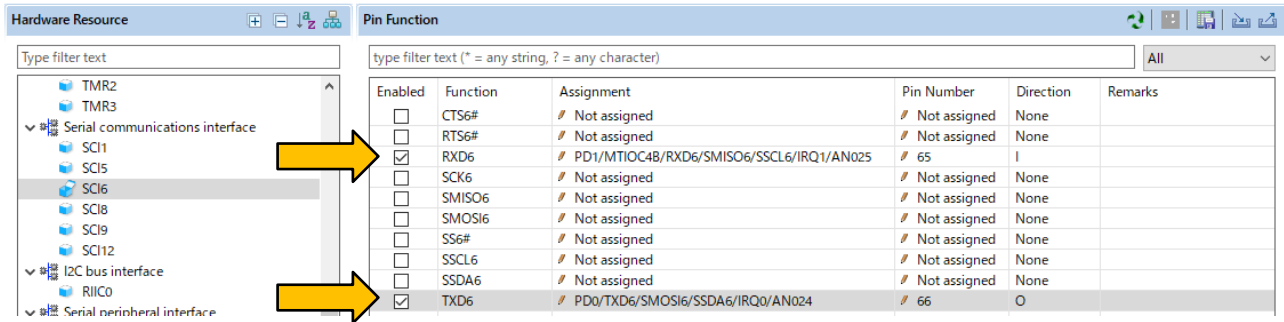 Hardware Resource
Type filter text
TMR2
TMR3
Serial communications interface
SCI1
SCI5
SCI6
SCI8
SCI9
SCI12
I2C bus interface
RIIC0
Serial peripheral interface
Pin Function
type filter text (* = any string, ? = any character) All
Enabled Function Assignment Pin Number Direction Remarks
CTS6# Not assigned Not assigned None
RTS6# Not assigned Not assigned None
RXD6 PD1/MTIOC4B/RXD6/SMISO6/SSCL6/IRQ1/AN025 65 I
SCK6 Not assigned Not assigned None
SMISO6 Not assigned Not assigned None
SMOSI6 Not assigned Not assigned None
SS6# Not assigned Not assigned None
SSCL6 Not assigned Not assigned None
SSDA6 Not assigned Not assigned None
TXD6 PD0/TXD6/SMOSI6/SSDA6/IRQ0/AN024 66 O